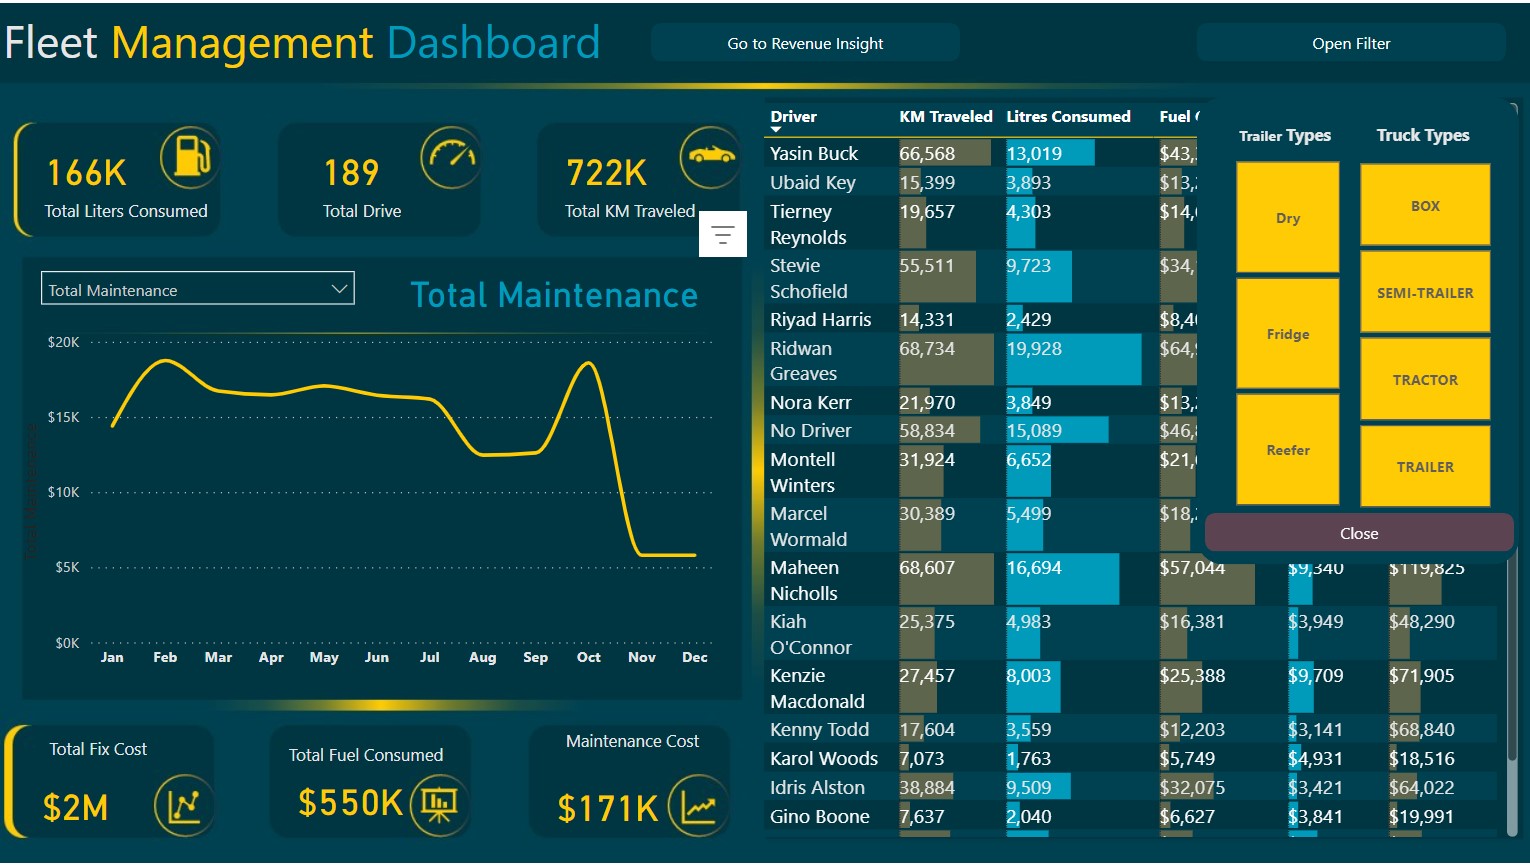 Fleet Management Dashboard
Go to Revenue Insight
Open Filter
166K
Total Liters Consumed
189
Total Drive
722K
Total KM Traveled
Total Maintenance
Total Maintenance
$20K
$15K
$10K
$5K
$0K
Total Maintenance
Jan Feb Mar Apr May Jun Jul Aug Sep Oct Nov Dec
Total Fix Cost
$2M
Total Fuel Consumed
$550K
Maintenance Cost
$171K
Driver KM Traveled Litres Consumed Fuel
Yasin Buck 66,568 13,019 $43,
Ubaid Key 15,399 3,893 $13,
Tierney
Reynolds 19,657 4,303 $14,
Stevie
Schofield 55,511 9,723 $34,
Riyad Harris 14,331 2,429 $8,4
Ridwan
Greaves 68,734 19,928 $64,
Nora Kerr 21,970 3,849 $13,
No Driver 58,834 15,089 $46,
Montell
Winters 31,924 6,652 $21,
Marcel
Wormald 30,389 5,499 $18,
Maheen
Nicholls 68,607 16,694 $57,044 $9,340 $119,825
Kiah
O'Connor 25,375 4,983 $16,381 $3,949 $48,290
Kenzie
Macdonald 27,457 8,003 $25,388 $9,709 $71,905
Kenny Todd 17,604 3,559 $12,203 $3,141 $68,840
Karol Woods 7,073 1,763 $5,749 $4,931 $18,516
Idris Alston 38,884 9,509 $32,075 $3,421 $64,022
Gino Boone 7,637 2,040 $6,627 $3,841 $19,991
Trailer Types
Dry
Fridge
Reefer
Truck Types
BOX
SEMI-TRAILER
TRACTOR
TRAILER
Close